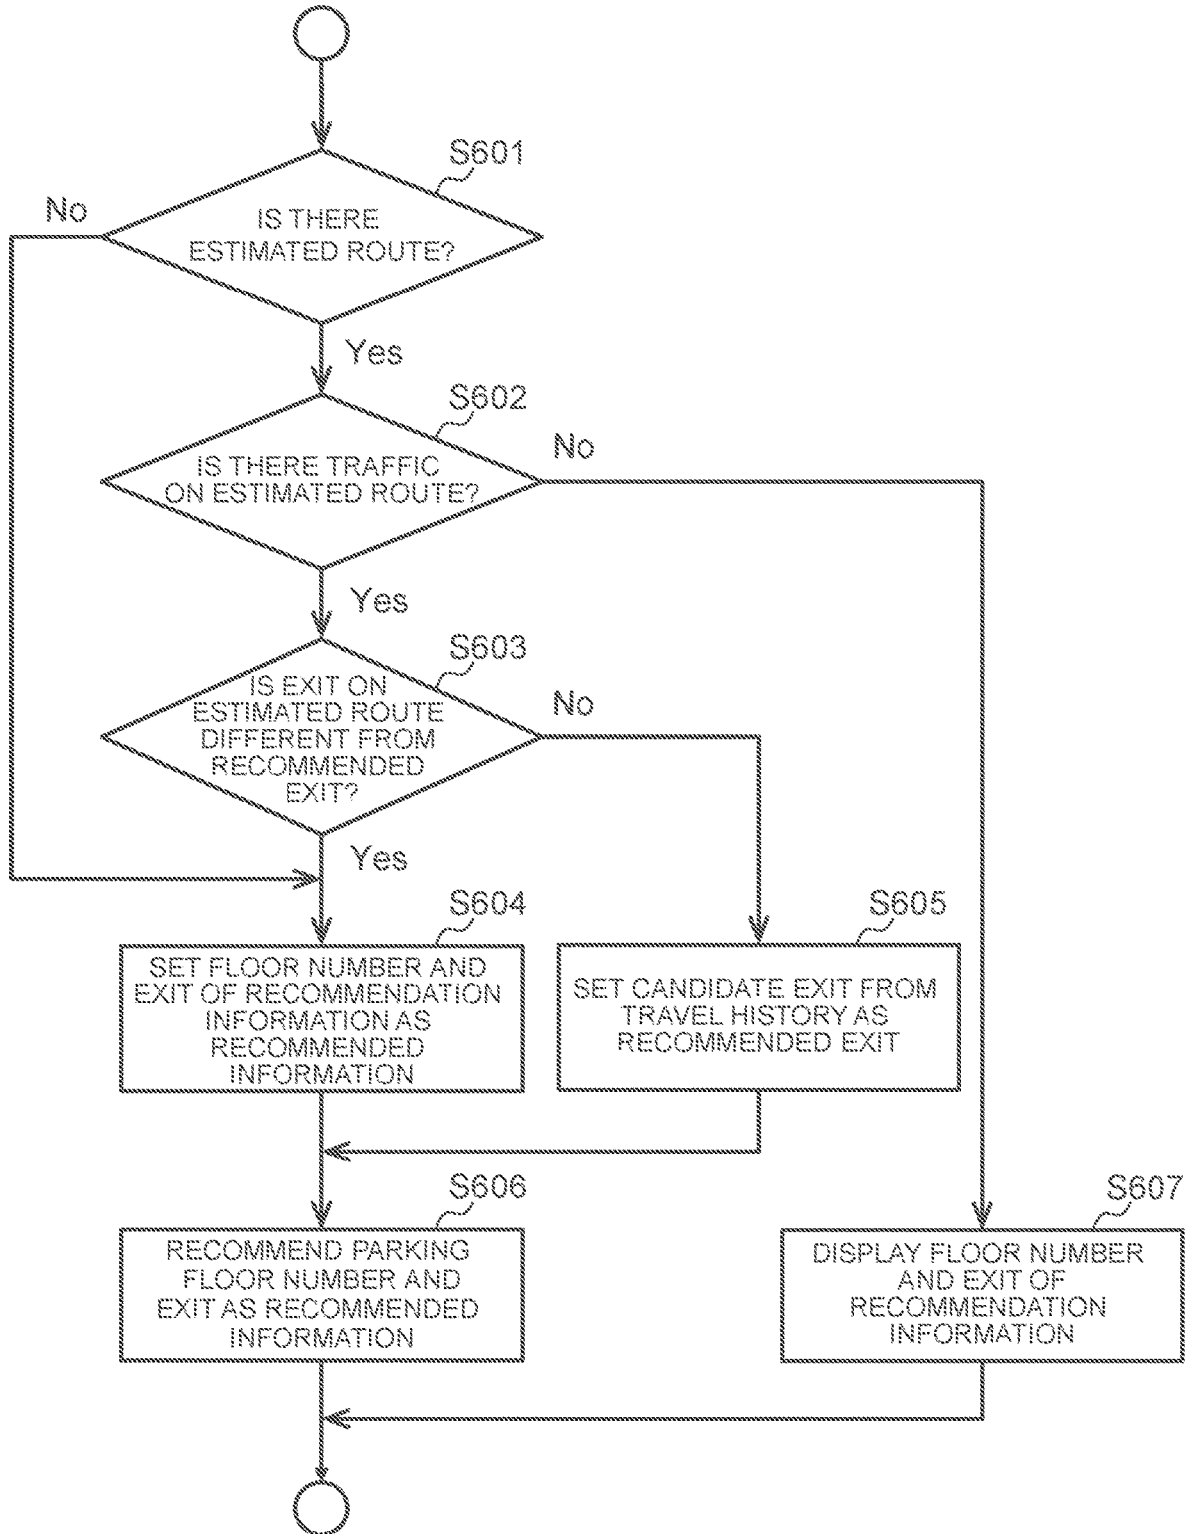 S601
No
IS THERE
ESTIMATED ROUTE?
Yes
S602
No
IS THERE TRAFFIC
ON ESTIMATED ROUTE?
Yes
S603
No
IS EXIT ON
ESTIMATED ROUTE
DIFFERENT FROM
RECOMMENDED
EXIT?
Yes
S604
SET FLOOR NUMBER AND
EXIT OF RECOMMENDATION
INFORMATION AS
RECOMMENDED
INFORMATION
S605
SET CANDIDATE EXIT FROM
TRAVEL HISTORY AS
RECOMMENDED EXIT
S606
RECOMMEND PARKING
FLOOR NUMBER AND
EXIT AS RECOMMENDED
INFORMATION
S607
DISPLAY FLOOR NUMBER
AND EXIT OF
RECOMMENDATION
INFORMATION